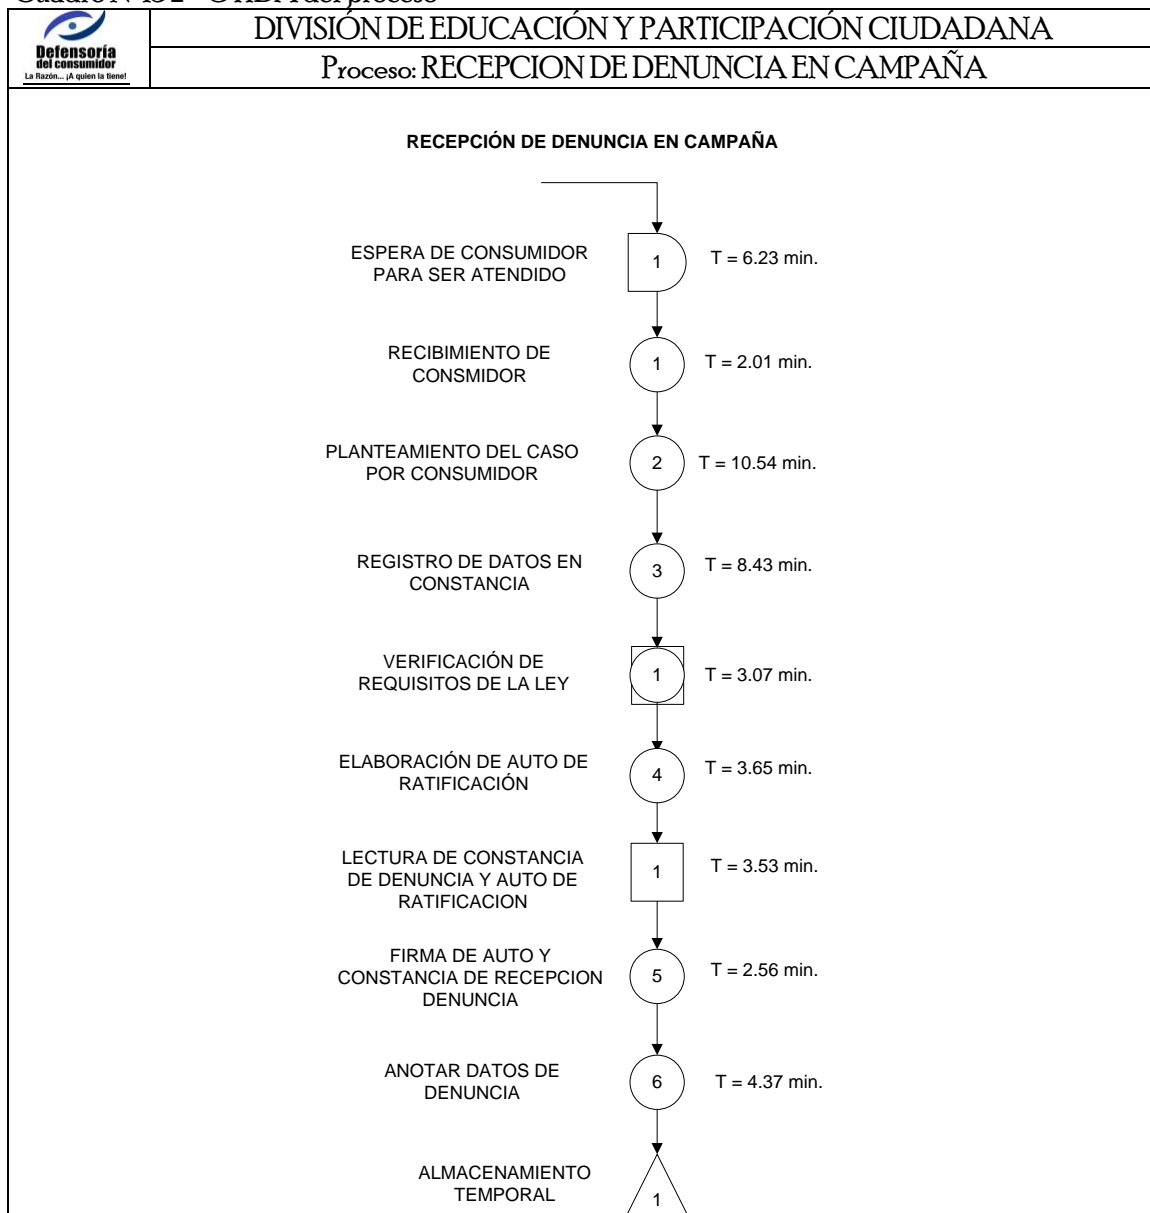 Defensoría
del consumidor
La Razón... ¡A quien la tiene!
DIVISIÓN DE EDUCACIÓN Y PARTICIPACIÓN CIUDADANA
Proceso: RECEPCION DE DENUNCIA EN CAMPAÑA
RECEPCIÓN DE DENUNCIA EN CAMPAÑA
ESPERA DE CONSUMIDOR
PARA SER ATENDIDO
1
T = 6.23 min.
RECIBIMIENTO DE
CONSMIDOR
1
T = 2.01 min.
PLANTEAMIENTO DEL CASO
POR CONSUMIDOR
2
T = 10.54 min.
REGISTRO DE DATOS EN
CONSTANCIA
3
T = 8.43 min.
VERIFICACIÓN DE
REQUISITOS DE LA LEY
1
T = 3.07 min.
ELABORACIÓN DE AUTO DE
RATIFICACIÓN
4
T = 3.65 min.
LECTURA DE CONSTANCIA
DE DENUNCIA Y AUTO DE
RATIFICACION
1
T = 3.53 min.
FIRMA DE AUTO Y
CONSTANCIA DE RECEPCION
DENUNCIA
5
T = 2.56 min.
ANOTAR DATOS DE
DENUNCIA
6
T = 4.37 min.
ALMACENAMIENTO
TEMPORAL
1